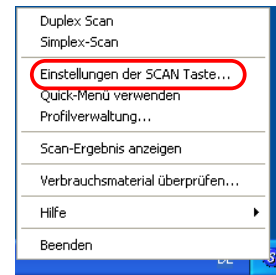 Duplex Scan
Simplex-Scan
Einstellungen der SCAN Taste...
Quick-Menü verwenden
Profilverwaltung...
Scan-Ergebnis anzeigen
Verbrauchsmaterial überprüfen...
Hilfe
Beenden